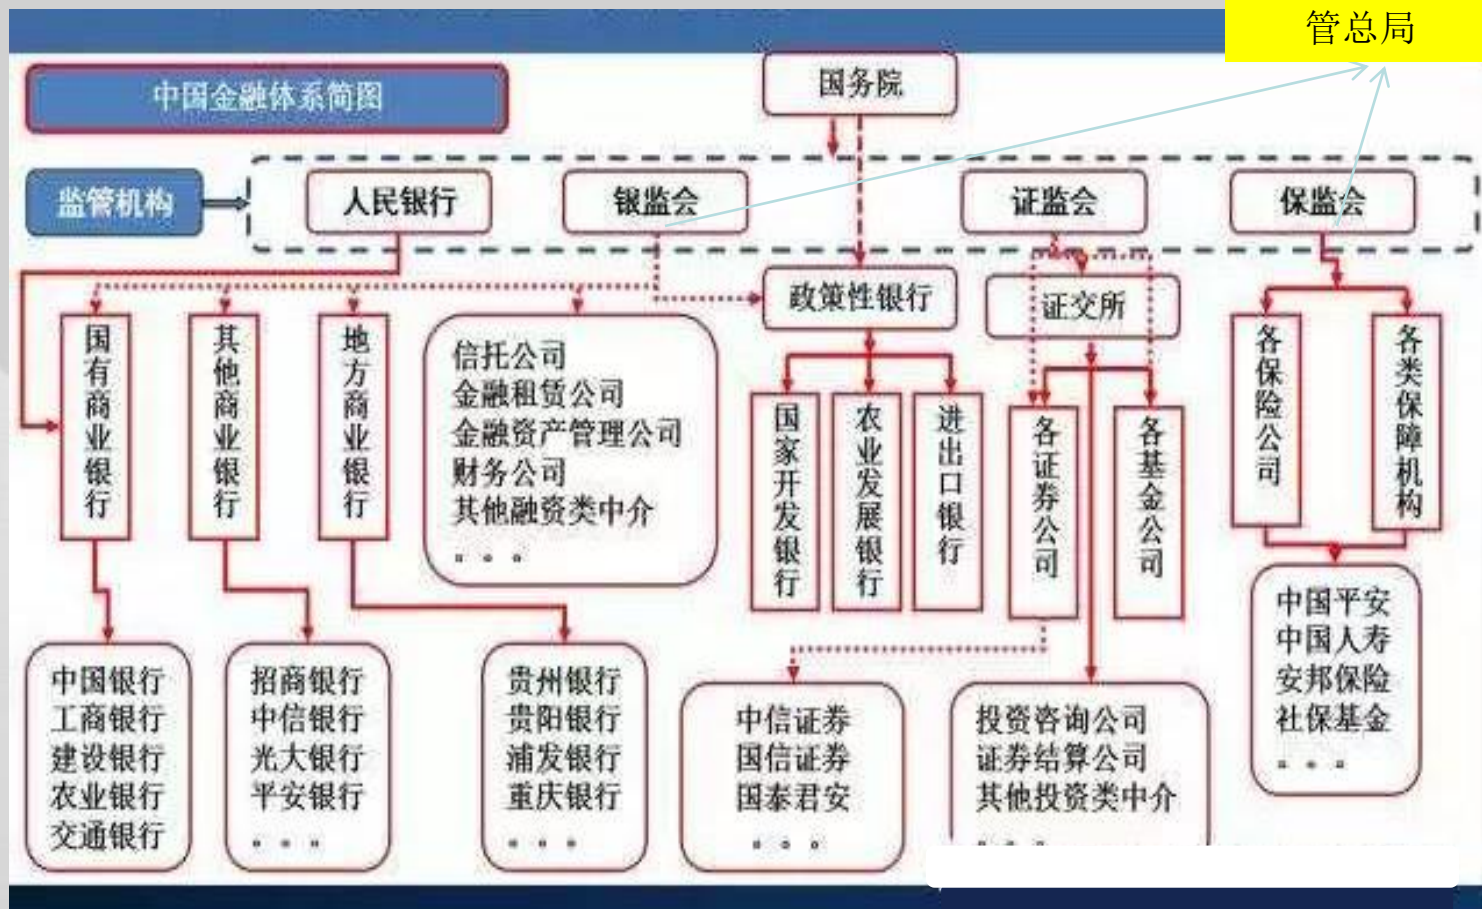 管总局
中国金融体系简图
国务院
监管机构
人民银行
银监会
证监会
保监会
政策性银行
证交所
国有商业银行
其他商业银行
地方商业银行
信托公司
金融租赁公司
金融资产管理公司
财务公司
其他融资类中介
。。。
国家开发银行
农业发展银行
进出口银行
各证券公司
各基金公司
各保险公司
各类保障机构
中国银行
工商银行
建设银行
农业银行
交通银行
招商银行
中信银行
光大银行
平安银行
。。。
贵州银行
贵阳银行
浦发银行
重庆银行
。。。
中信证券
国信证券
国泰君安
。。。
投资咨询公司
证券结算公司
其他投资类中介
。。。
中国平安
中国人寿
安邦保险
社保基金
。。。